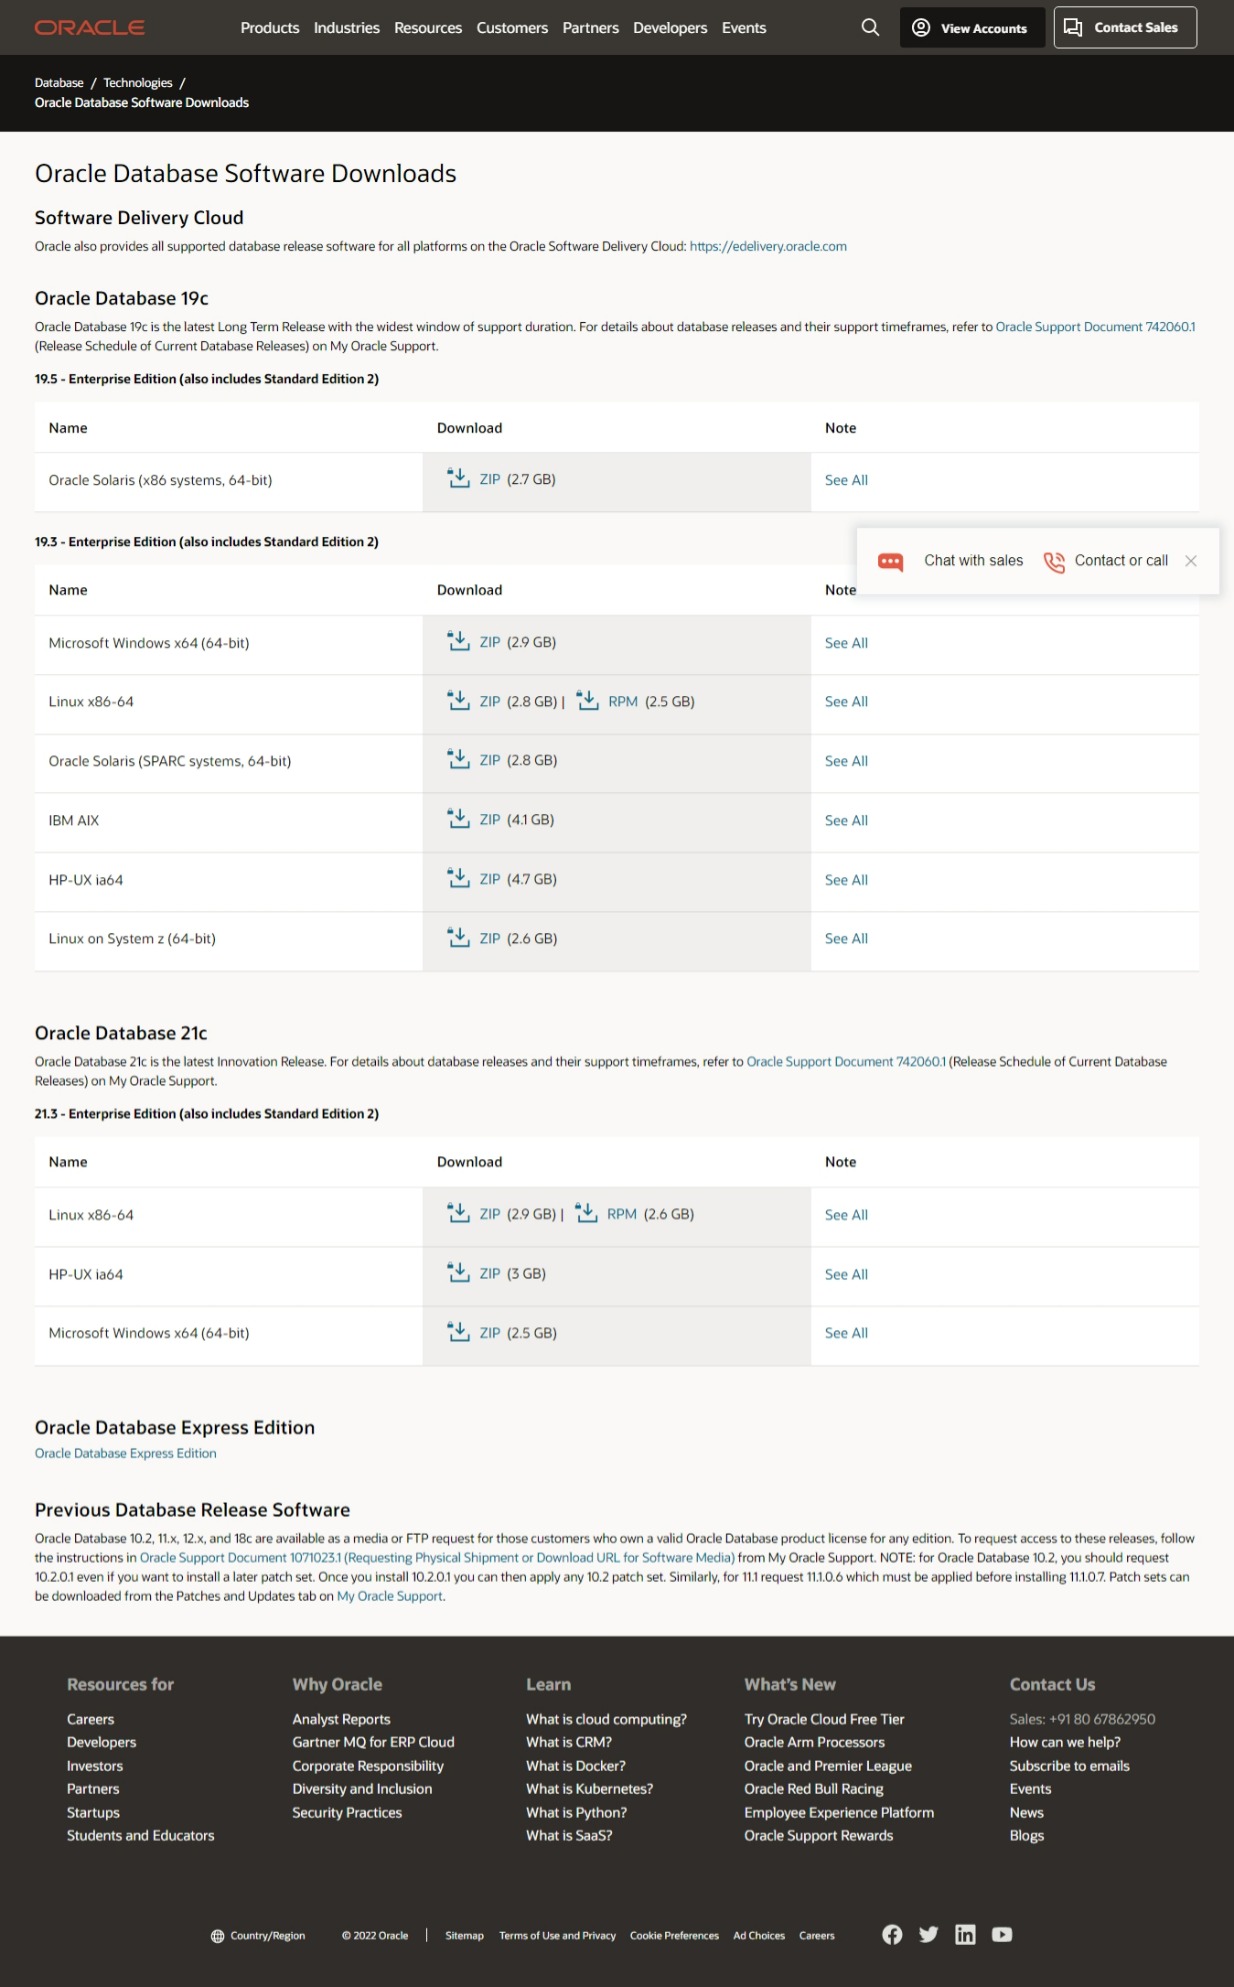 ORACLE
Products Industries Resources Customers Partners Developers Events
View Accounts
Contact Sales
Database / Technologies /
Oracle Database Software Downloads
Oracle Database Software Downloads
Software Delivery Cloud
Oracle also provides all supported database release software for all platforms on the Oracle Software Delivery Cloud: https://edelivery.oracle.com
Oracle Database 19c
Oracle Database 19c is the latest Long Term Release with the widest window of support duration. For details about database releases and their support timeframes, refer to Oracle Support Document 742060.1
(Release Schedule of Current Database Releases) on My Oracle Support.
19.5 - Enterprise Edition (also includes Standard Edition 2)
Name Download Note
Oracle Solaris (x86 systems, 64-bit) ZIP (2.7 GB) See All
19.3 - Enterprise Edition (also includes Standard Edition 2)
Chat with sales Contact or call
Name Download Note
Microsoft Windows x64 (64-bit) ZIP (2.9 GB) See All
Linux x86-64 ZIP (2.8 GB) | RPM (2.5 GB) See All
Oracle Solaris (SPARC systems, 64-bit) ZIP (2.8 GB) See All
IBM AIX ZIP (4.1 GB) See All
HP-UX ia64 ZIP (4.7 GB) See All
Linux on System z (64-bit) ZIP (2.6 GB) See All
Oracle Database 21c
Oracle Database 21c is the latest Innovation Release. For details about database releases and their support timeframes, refer to Oracle Support Document 742060.1 (Release Schedule of Current Database
Releases) on My Oracle Support.
21.3 - Enterprise Edition (also includes Standard Edition 2)
Name Download Note
Linux x86-64 ZIP (2.9 GB) | RPM (2.6 GB) See All
HP-UX ia64 ZIP (3 GB) See All
Microsoft Windows x64 (64-bit) ZIP (2.5 GB) See All
Oracle Database Express Edition
Oracle Database Express Edition
Previous Database Release Software
Oracle Database 10.2, 11.x, 12.x, and 18c are available as a media or FTP request for those customers who own a valid Oracle Database product license for any edition. To request access to these releases, follow
the instructions in Oracle Support Document 1071023.1 (Requesting Physical Shipment or Download URL for Software Media) from My Oracle Support. NOTE: for Oracle Database 10.2, you should request
10.2.0.1 even if you want to install a later patch set. Once you install 10.2.0.1 you can then apply any 10.2 patch set. Similarly, for 11.1 request 11.1.0.6 which must be applied before installing 11.1.0.7. Patch sets can
be downloaded from the Patches and Updates tab on My Oracle Support.
Resources for
Careers
Developers
Investors
Partners
Startups
Students and Educators
Why Oracle
Analyst Reports
Gartner MQ for ERP Cloud
Corporate Responsibility
Diversity and Inclusion
Security Practices
Learn
What is cloud computing?
What is CRM?
What is Docker?
What is Kubernetes?
What is Python?
What is SaaS?
What's New
Try Oracle Cloud Free Tier
Oracle Arm Processors
Oracle and Premier League
Oracle Red Bull Racing
Employee Experience Platform
Oracle Support Rewards
Contact Us
Sales: +91 80 67862950
How can we help?
Subscribe to emails
Events
News
Blogs
Country/Region © 2022 Oracle | Sitemap Terms of Use and Privacy Cookie Preferences Ad Choices Careers